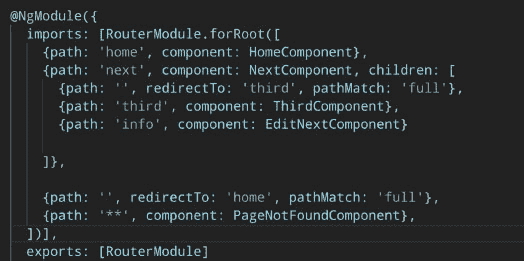 @NgModule({
imports: [RouterModule.forRoot([
{path: 'home', component: HomeComponent},
{path: 'next', component: NextComponent, children: [
{path: '', redirectTo: 'third', pathMatch: 'full'},
{path: 'third', component: ThirdComponent},
{path: 'info', component: EditNextComponent}
]},
{path: '', redirectTo: 'home', pathMatch: 'full'},
{path: '**', component: PageNotFoundComponent},
])],
exports: [RouterModule]